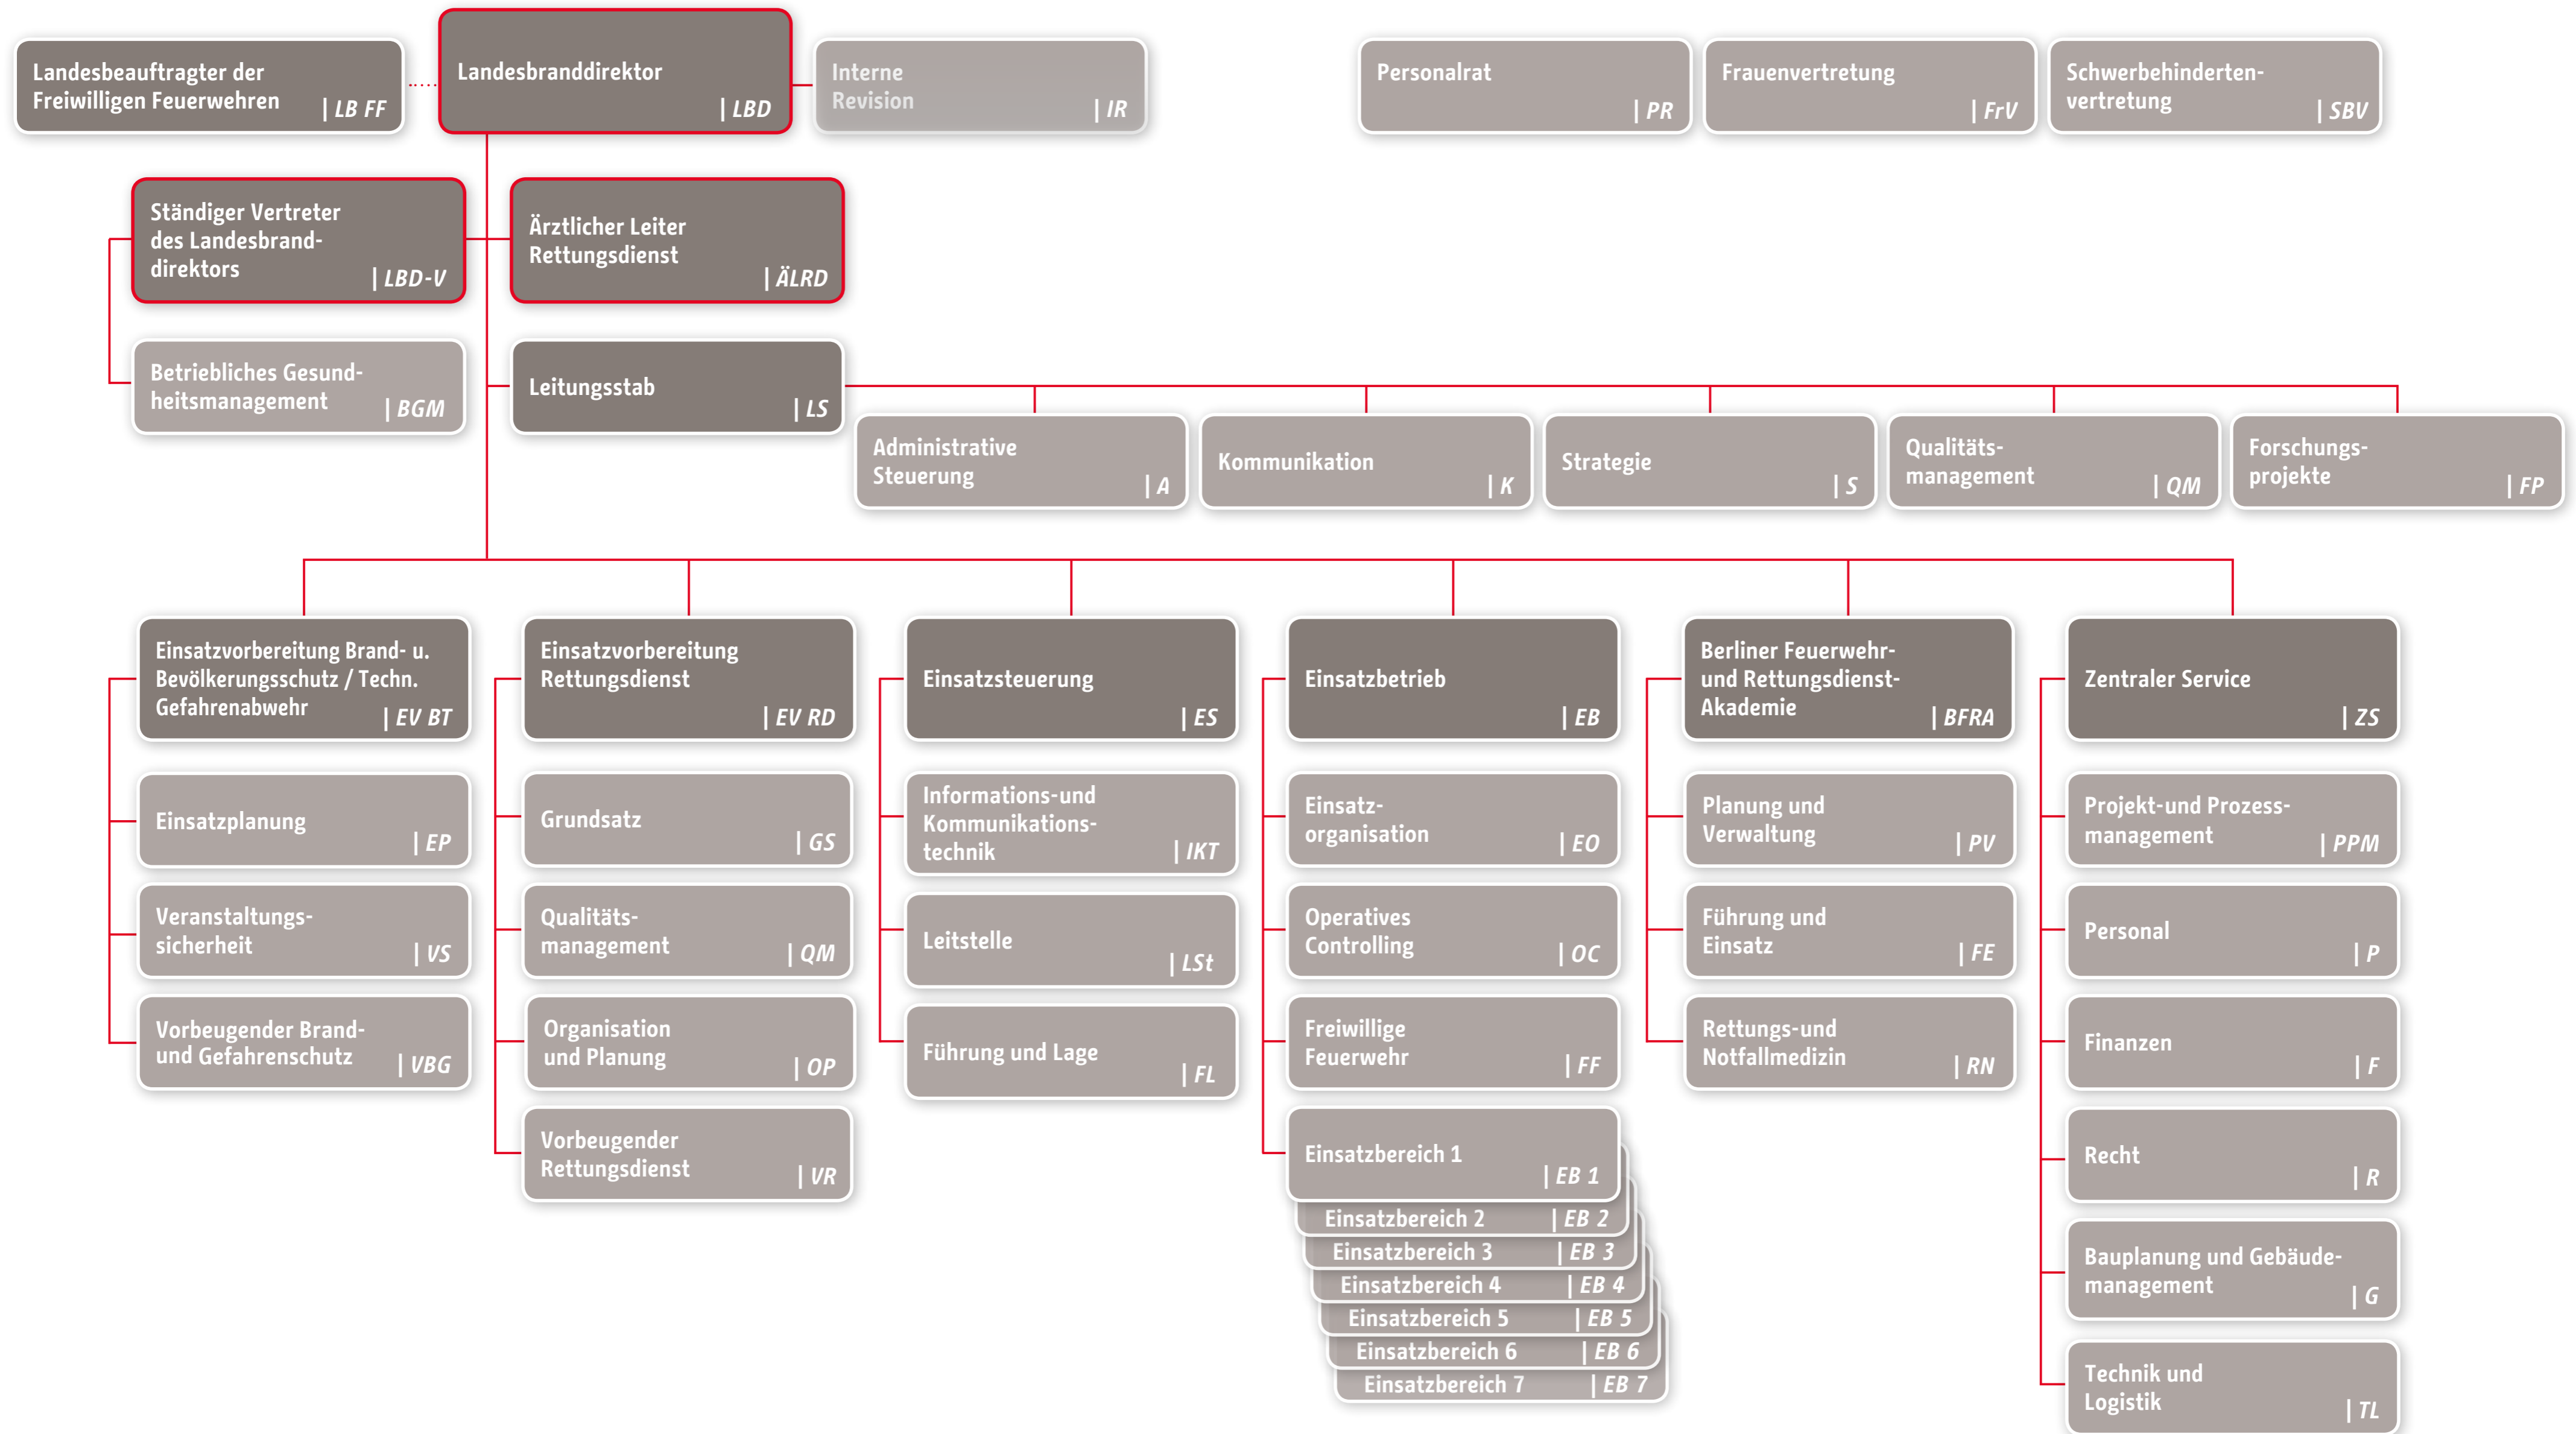 Landesbeauftragter der
Freiwilligen Feuerwehren | LB FF
Landesbranddirektor
| LBD
Interne
Revision | IR
Personalrat
| PR
Frauenvertretung
| FrV
Schwerbehinderten-
vertretung | SBV
Ständiger Vertreter
des Landesbrand-
direktors | LBD-V
Ärztlicher Leiter
Rettungsdienst
| ÄLRD
Betriebliches Gesund-
heitsmanagement | BGM
Leitungsstab
| LS
Administrative
Steuerung | A
Kommunikation
| K
Strategie
| S
Qualitäts-
management | QM
Forschungs-
projekte | FP
Einsatzvorbereitung Brand- u.
Bevölkerungsschutz / Techn.
Gefahrenabwehr | EV BT
Einsatzplanung
| EP
Veranstaltungs-
sicherheit | VS
Vorbeugender Brand-
und Gefahrenschutz | VBG
Einsatzvorbereitung
Rettungsdienst
| EV RD
Grundsatz
| GS
Qualitäts-
management | QM
Organisation
und Planung | OP
Vorbeugender
Rettungsdienst | VR
Einsatzsteuerung
| ES
Informations-und
Kommunikations-
technik | IKT
Leitstelle
| LSt
Führung und Lage
| FL
Einsatzbetrieb
| EB
Einsatz-
organisation | EO
Operatives
Controlling | OC
Freiwillige
Feuerwehr | FF
Einsatzbereich 1
| EB 1
Einsatzbereich 2 | EB 2
Einsatzbereich 3 | EB 3
Einsatzbereich 4 | EB 4
Einsatzbereich 5 | EB 5
Einsatzbereich 6 | EB 6
Einsatzbereich 7 | EB 7
Berliner Feuerwehr-
und Rettungsdienst-
Akademie | BFRA
Planung und
Verwaltung | PV
Führung und
Einsatz | FE
Rettungs-und
Notfallmedizin | RN
Zentraler Service
| ZS
Projekt-und Prozess-
management | PPM
Personal
| P
Finanzen
| F
Recht
| R
Bauplanung und Gebäude-
management
| G
Technik und
Logistik | TL